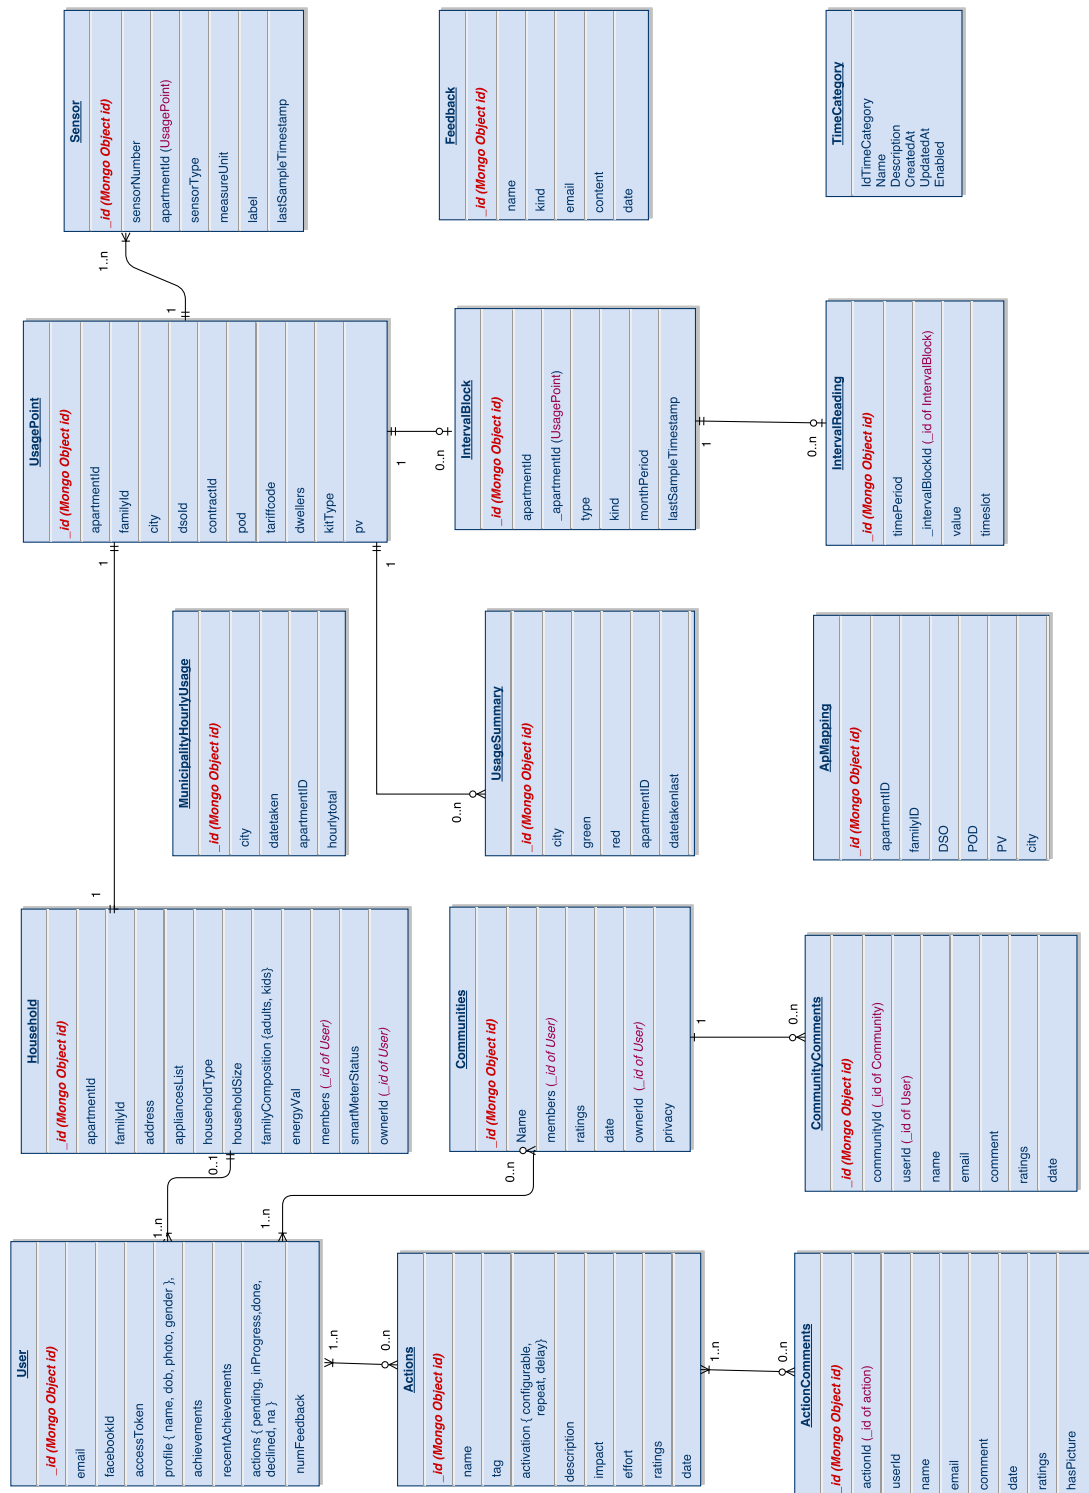 User
_id (Mongo Object id)
email
facebookId
accessToken
profile { name, dob, photo, gender },
achievements
recentAchievements
actions { pending, inProgress,done,
declined, na }
numFeedback
1..n
0..1
1..n
0..n
1..n
0..n
Household
_id (Mongo Object id)
apartmentId
familyId
address
appliancesList
householdType
householdSize
familyComposition {adults, kids}
energyVal
members (_id of User)
smartMeterStatus
ownerId (_id of User)
1
1
MunicipalityHourlyUsage
_id (Mongo Object id)
city
datetaken
apartmentID
hourlytotal
UsagePoint
_id (Mongo Object id)
apartmentId
familyId
city
dsoId
contractId
pod
tariffcode
dwellers
kitType
pv
1
1..n
1
0..n
1
0..n
Sensor
_id (Mongo Object id)
sensorNumber
apartmentId (UsagePoint)
sensorType
measureUnit
label
lastSampleTimestamp
Actions
_id (Mongo Object id)
name
tag
activation { configurable,
repeat, delay}
description
impact
effort
ratings
date
1..n
0..n
Communities
_id (Mongo Object id)
Name
members (_id of User)
ratings
date
ownerId (_id of User)
privacy
1
0..n
UsageSummary
_id (Mongo Object id)
city
green
red
apartmentID
datetakenlast
IntervalBlock
_id (Mongo Object id)
apartmentId
_apartmentId (UsagePoint)
type
kind
monthPeriod
lastSampleTimestamp
1
0..n
Feedback
_id (Mongo Object id)
name
kind
email
content
date
ActionComments
_id (Mongo Object id)
actionId (_id of action)
userId
name
email
comment
date
ratings
hasPicture
CommunityComments
_id (Mongo Object id)
communityId (_id of Community)
userId (_id of User)
name
email
comment
ratings
date
ApMapping
_id (Mongo Object id)
apartmentID
familyID
DSO
POD
PV
city
IntervalReading
_id (Mongo Object id)
timePeriod
_intervalBlockId (_id of IntervalBlock)
value
timeslot
TimeCategory
IdTimeCategory
Name
Description
CreatedAt
UpdatedAt
Enabled